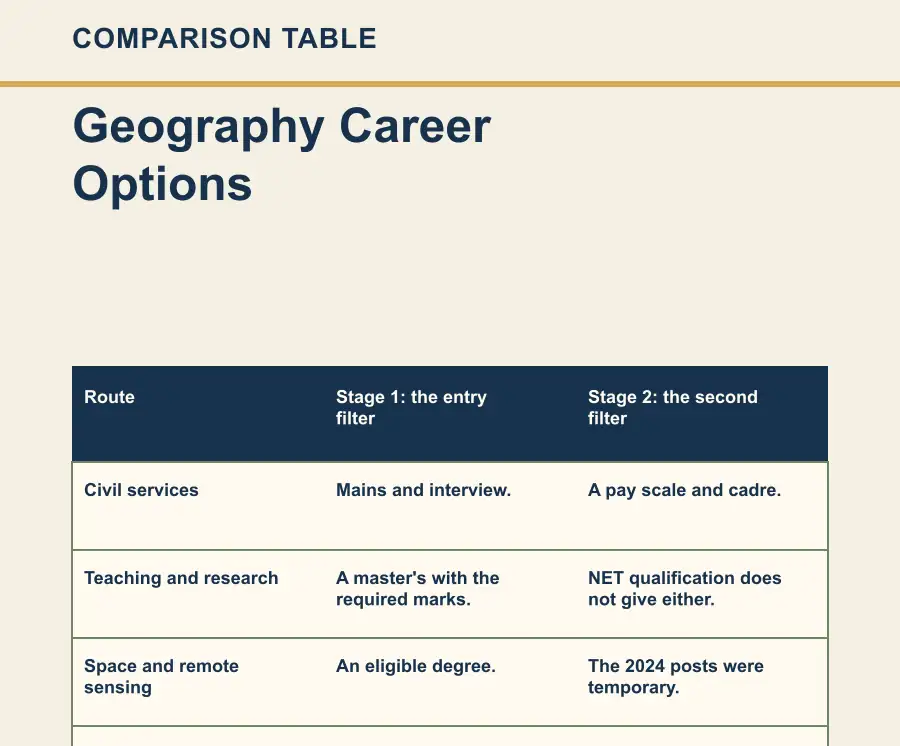 COMPARISON TABLE
Geography Career
Options
Route
Stage 1: the entry
filter
Stage 2: the second
filter
Civil services
Mains and interview.
A pay scale and cadre.
Teaching and research
A master's with the
required marks.
NET qualification does
not give either.
Space and remote
sensing
An eligible degree.
The 2024 posts were
temporary.